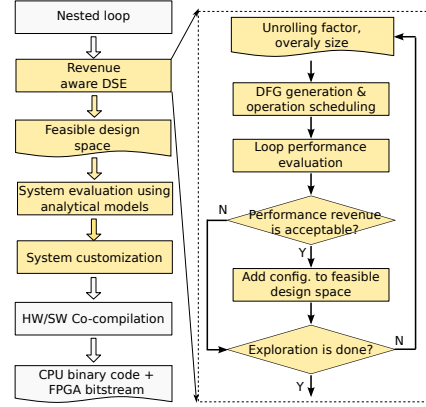 Nested loop
Revenue
aware DSE
Feasible design
space
System evaluation using
analytical models
System customization
HW/SW Co-compilation
CPU binary code +
FPGA bitstream
Unrolling factor,
overaly size
DFG generation &
operation scheduling
Loop performance
evaluation
N
Performance revenue
is acceptable?
Y
Add config. to feasible
design space
Exploration is done?
N
Y